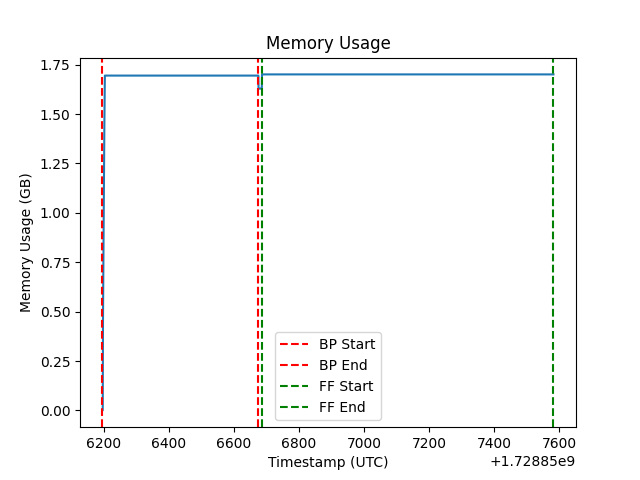 Memory Usage
Memory Usage (GB)
1.75
1.50
1.25
1.00
0.75
0.50
0.25
0.00
BP Start
BP End
FF Start
FF End
6200 6400 6600 6800 7000 7200 7400 7600
Timestamp (UTC)
+1.72885e9